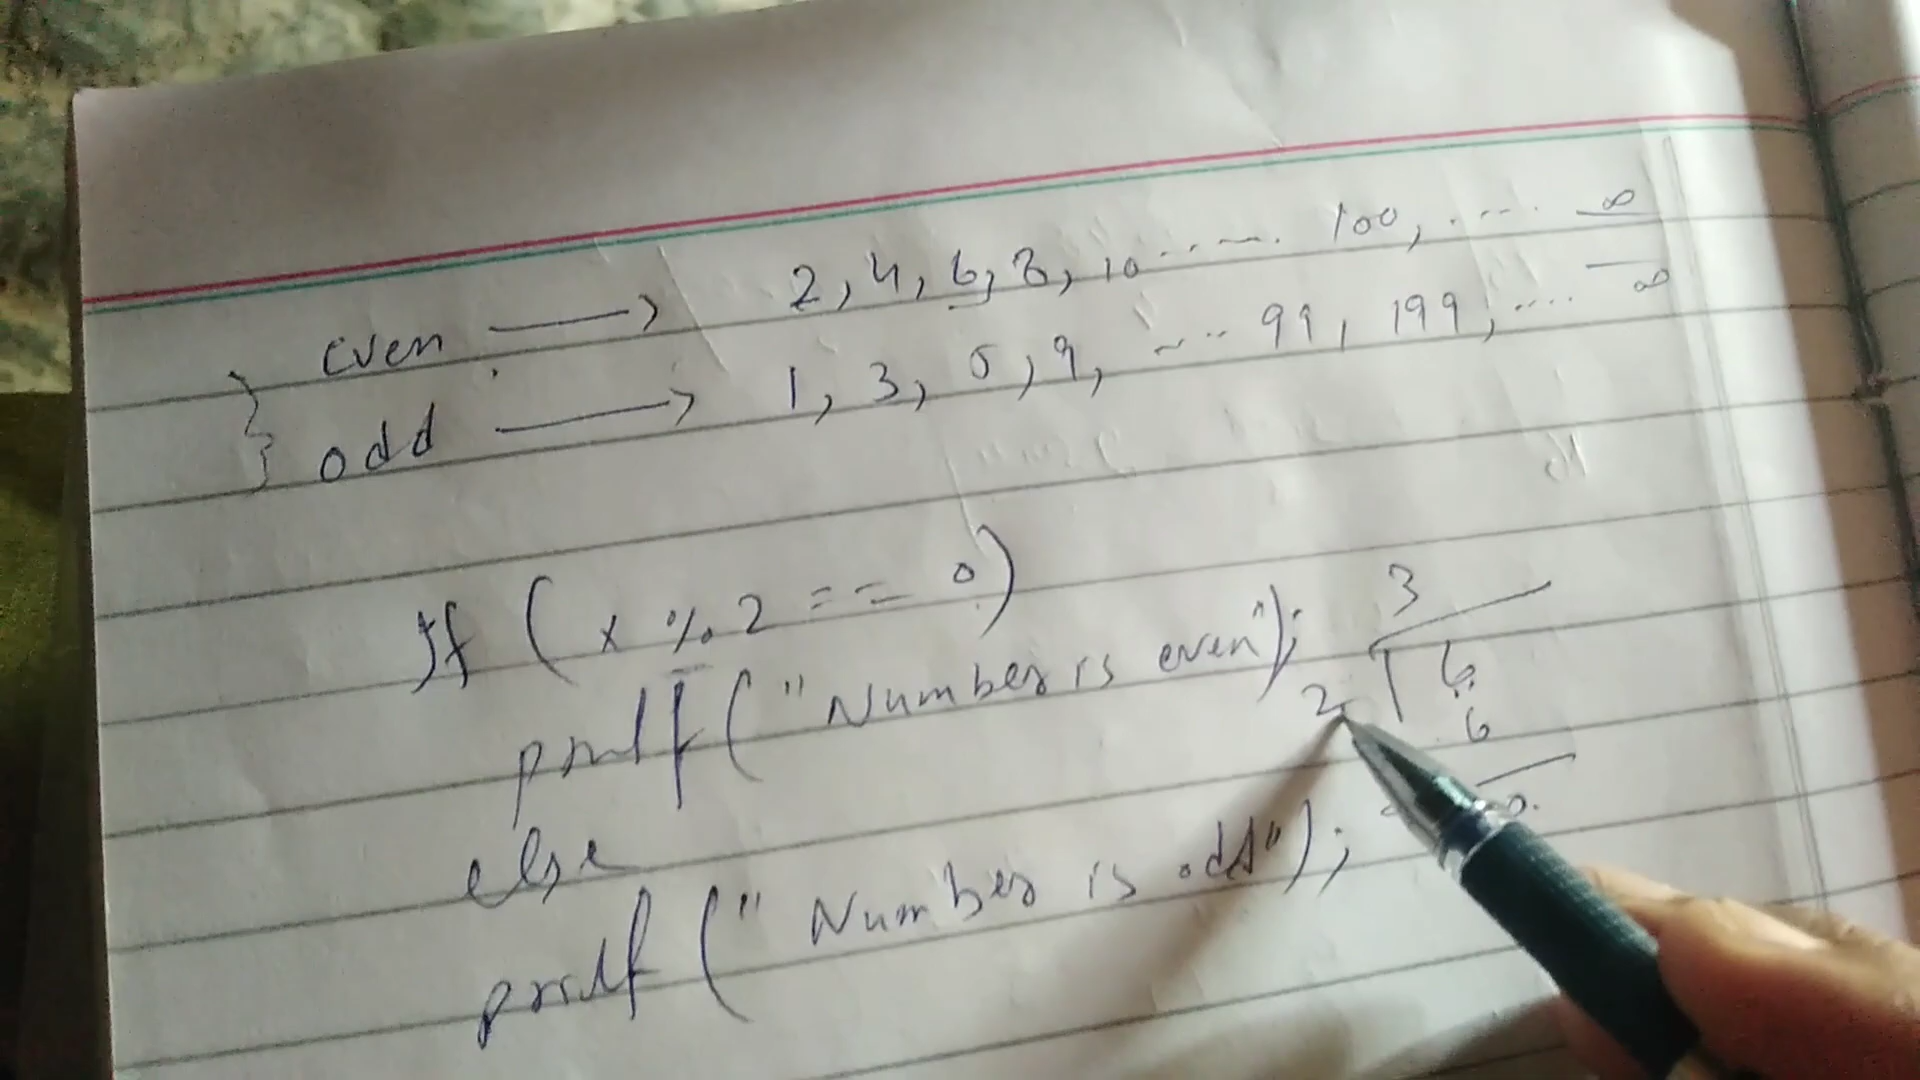 even → 2, 4, 6, 8, 10 ..... 100, ..... ∞
odd → 1, 3, 5, 9, ..... 99, 199, ..... ∞
If ( x % 2 == 0 )
printf ( " Number is even" );
else
printf ( " Number is odd" );
3
2 6
6
0